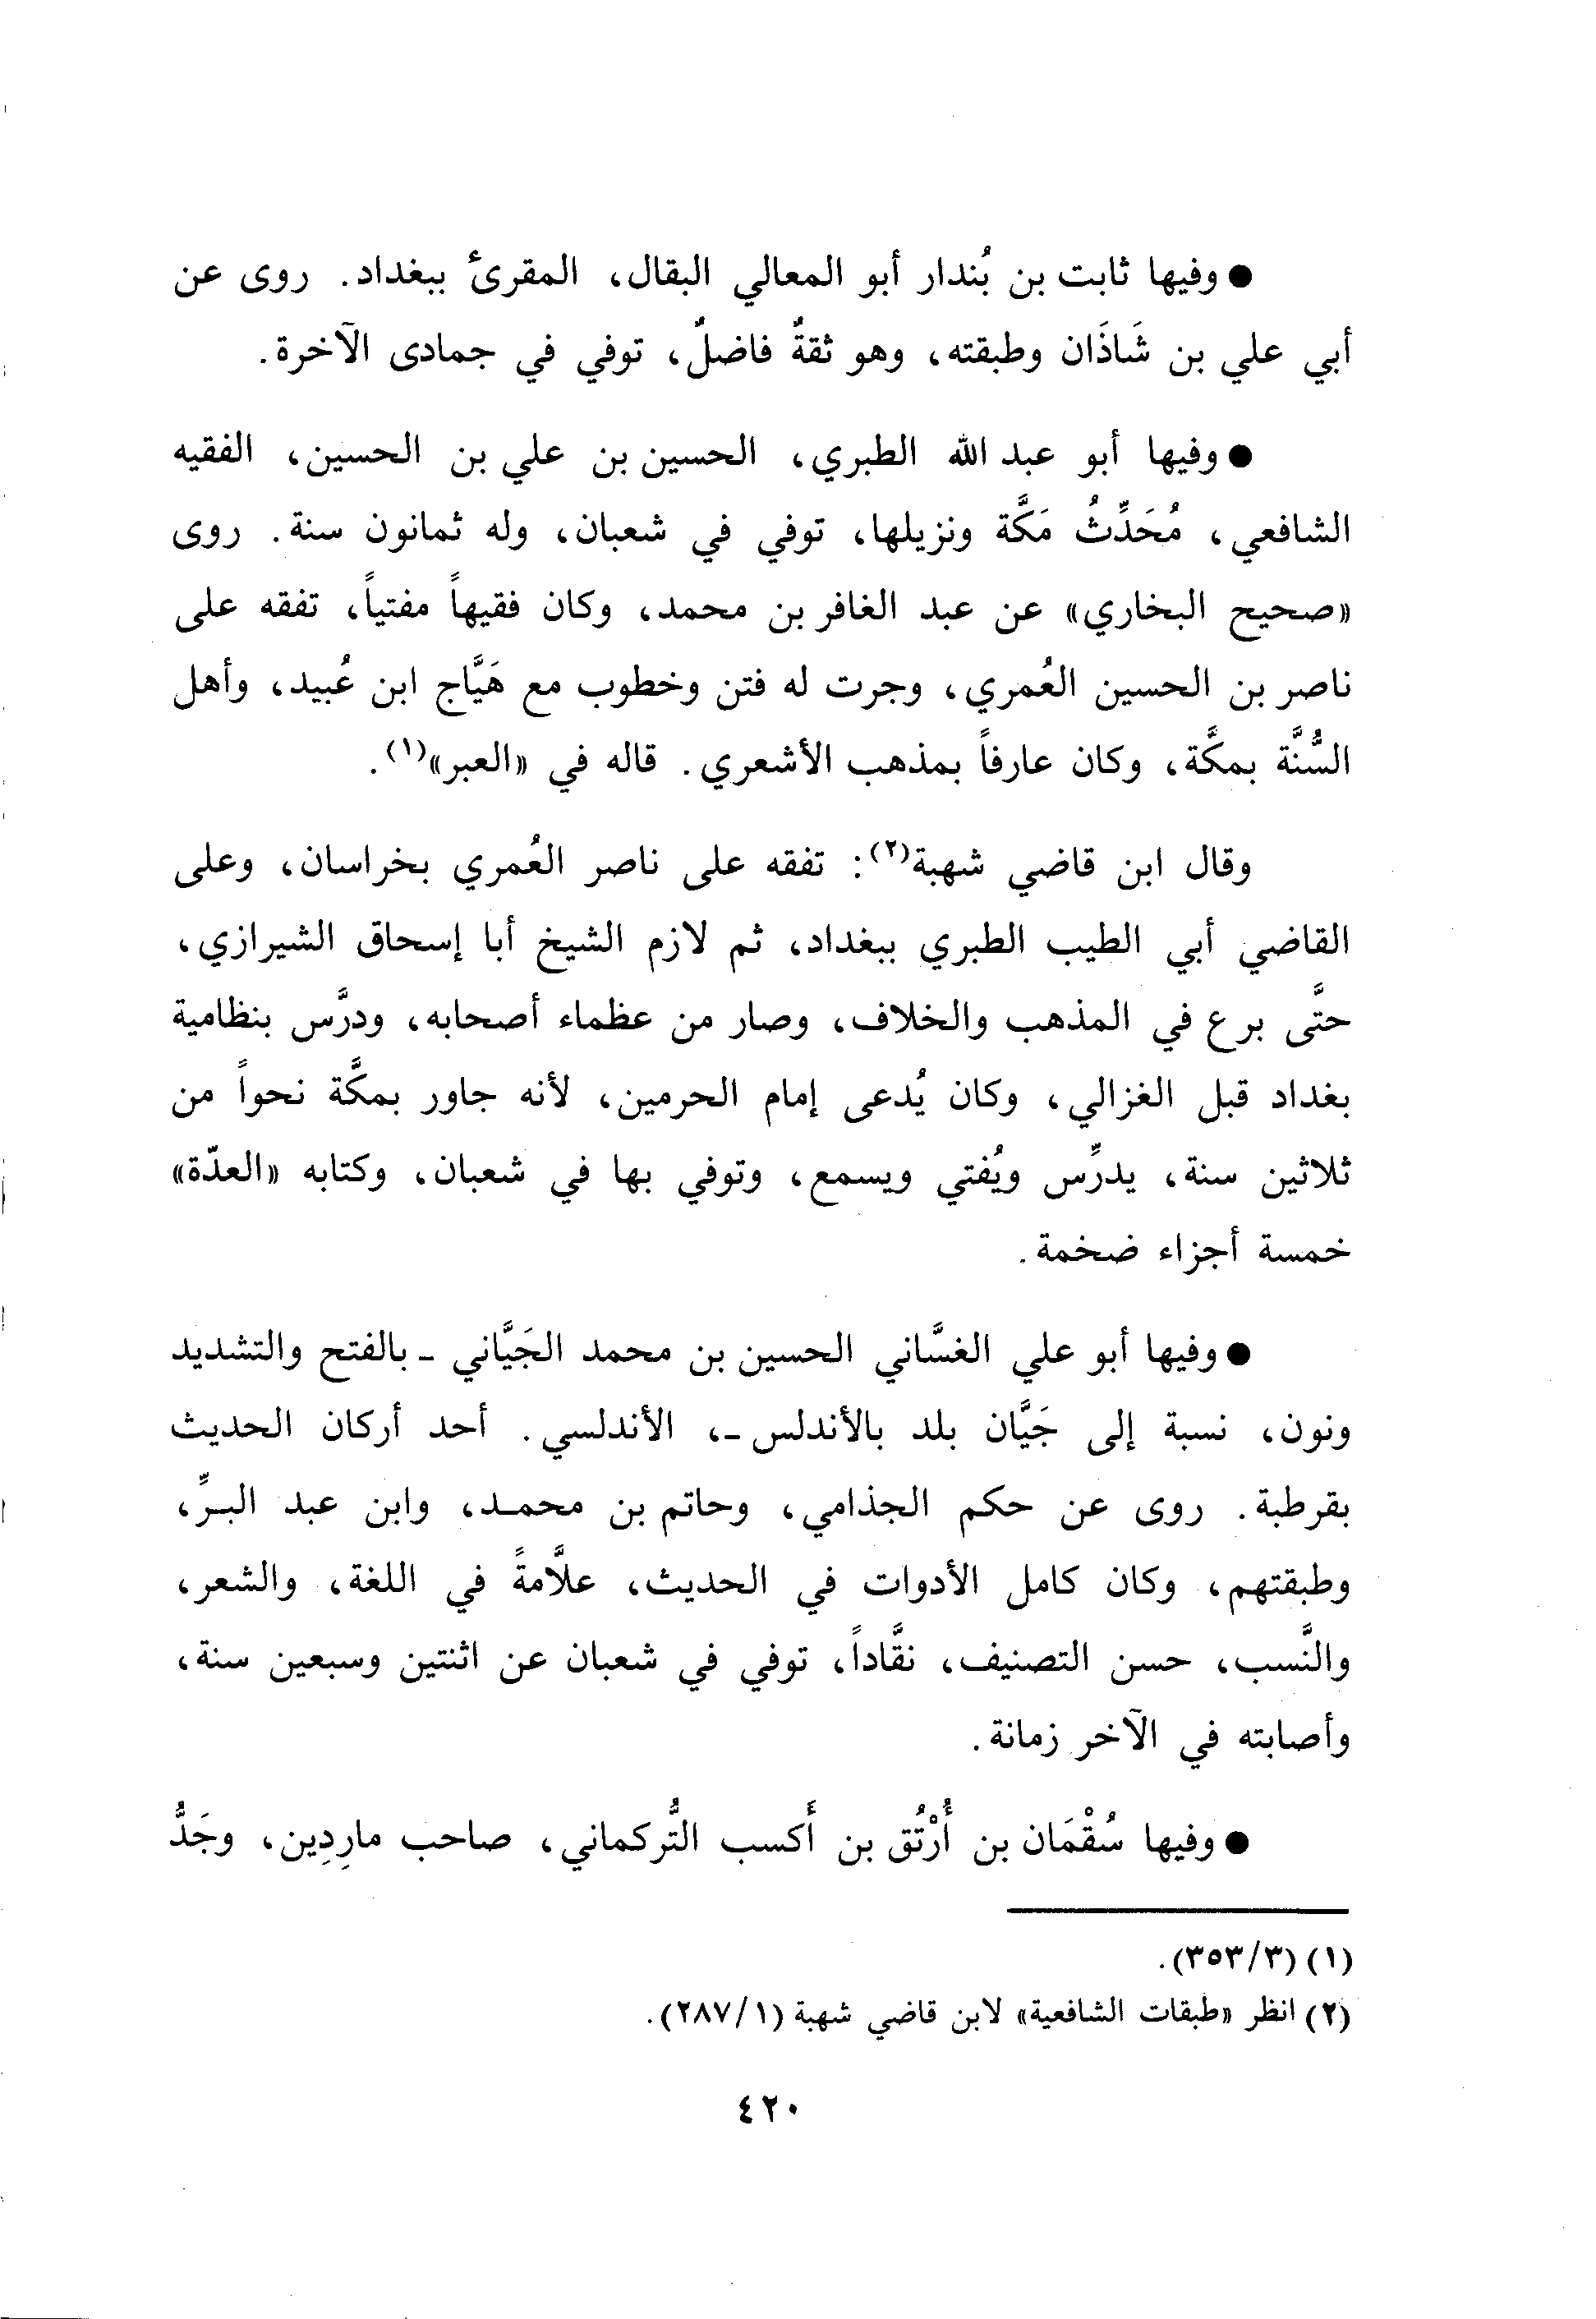 ● وفيها ثابت بن بُندار أبو المعالي البقال، المقرئ ببغداد. روى عن
أبي علي بن شَاذَان وطبقته، وهو ثقةٌ فاضلٌ، توفي في جمادى الآخرة.
● وفيها أبو عبد الله الطبري، الحسين بن علي بن الحسين، الفقيه
الشافعي، مُحَدِّثُ مَكَّة ونزيلها، توفي في شعبان، وله ثمانون سنة. روى
«صحيح البخاري» عن عبد الغافر بن محمد، وكان فقيهاً مفتياً، تفقه على
ناصر بن الحسين العُمري، وجرت له فتن وخطوب مع هَيَّاج ابن عُبيد، وأهل
السُّنَّة بمكَّة، وكان عارفاً بمذهب الأشعري. قاله في «العبر»(١).
وقال ابن قاضي شهبة(٢): تفقه على ناصر العُمري بخراسان، وعلى
القاضي أبي الطيب الطبري ببغداد، ثم لازم الشيخ أبا إسحاق الشيرازي،
حتَّى برع في المذهب والخلاف، وصار من عظماء أصحابه، ودرَّس بنظامية
بغداد قبل الغزالي، وكان يُدعى إمام الحرمين، لأنه جاور بمكَّة نحواً من
ثلاثين سنة، يدرِّس ويُفتي ويسمع، وتوفي بها في شعبان، وكتابه «العدّة»
خمسة أجزاء ضخمة.
● وفيها أبو علي الغسَّاني الحسين بن محمد الجَيَّاني ـ بالفتح والتشديد
ونون، نسبة إلى جَيَّان بلد بالأندلس ـ، الأندلسي. أحد أركان الحديث
بقرطبة. روى عن حكم الجذامي، وحاتم بن محمـد، وابن عبد البـرِّ،
وطبقتهم، وكان كامل الأدوات في الحديث، علاَّمةً في اللغة، والشعر،
والنَّسب، حسن التصنيف، نقَّاداً، توفي في شعبان عن اثنتين وسبعين سنة،
وأصابته في الآخر زمانة.
● وفيها سُقْمَان بن أُرْتُق بن أَكسب التُّركماني، صاحب مارِدِين، وجَدُّ
(١) (٣/‏٣٥٣).
(٢) انظر «طبقات الشافعية» لابن قاضي شهبة (١/‏٢٨٧).
٤٢٠